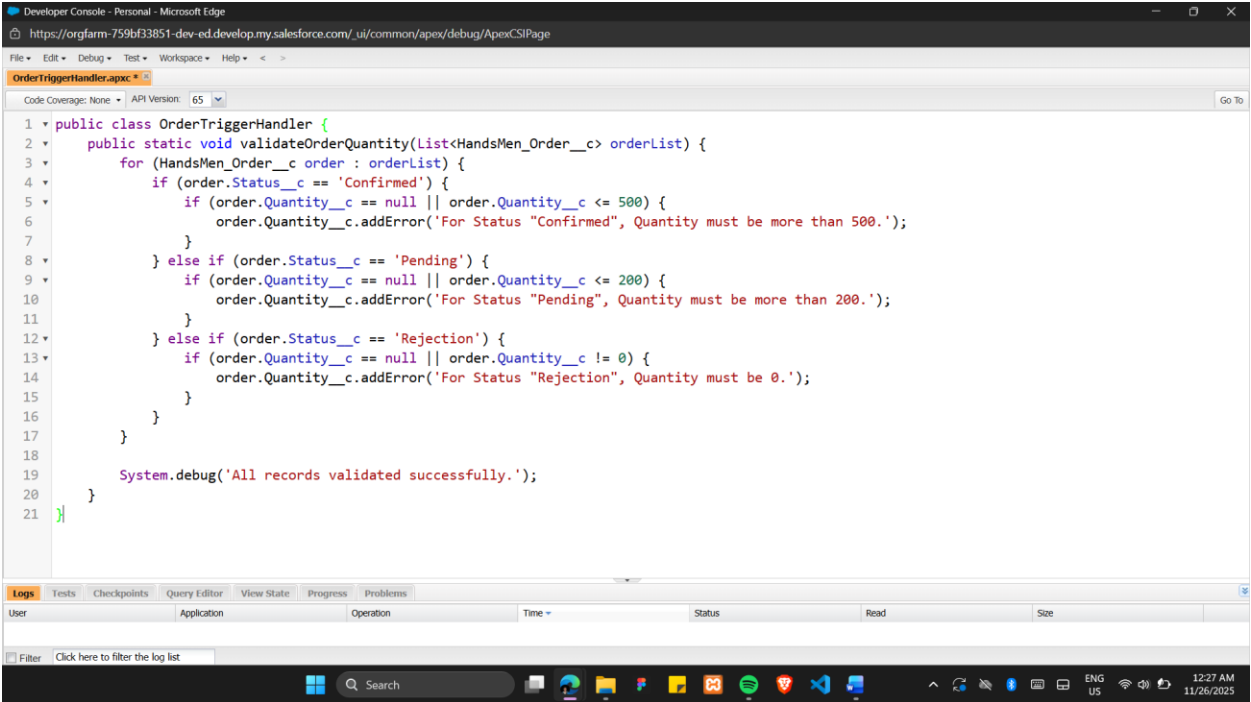 Developer Console - Personal - Microsoft Edge
https://orgfarm-759bf33851-dev-ed.develop.my.salesforce.com/_ui/common/apex/debug/ApexCSIPage
File Edit Debug Test Workspace Help < >
OrderTriggerHandler.apxc *
Code Coverage: None API Version: 65 Go To
1 public class OrderTriggerHandler {
2     public static void validateOrderQuantity(List<HandsMen_Order__c> orderList) {
3         for (HandsMen_Order__c order : orderList) {
4             if (order.Status__c == 'Confirmed') {
5                 if (order.Quantity__c == null || order.Quantity__c <= 500) {
6                     order.Quantity__c.addError('For Status "Confirmed", Quantity must be more than 500.');
7                 }
8             } else if (order.Status__c == 'Pending') {
9                 if (order.Quantity__c == null || order.Quantity__c <= 200) {
10                     order.Quantity__c.addError('For Status "Pending", Quantity must be more than 200.');
11                 }
12             } else if (order.Status__c == 'Rejection') {
13                 if (order.Quantity__c == null || order.Quantity__c != 0) {
14                     order.Quantity__c.addError('For Status "Rejection", Quantity must be 0.');
15                 }
16             }
17         }
18
19         System.debug('All records validated successfully.');
20     }
21 }
Logs Tests Checkpoints Query Editor View State Progress Problems
User Application Operation Time Status Read Size
Filter Click here to filter the log list
Search
ENG
US
12:27 AM
11/26/2025